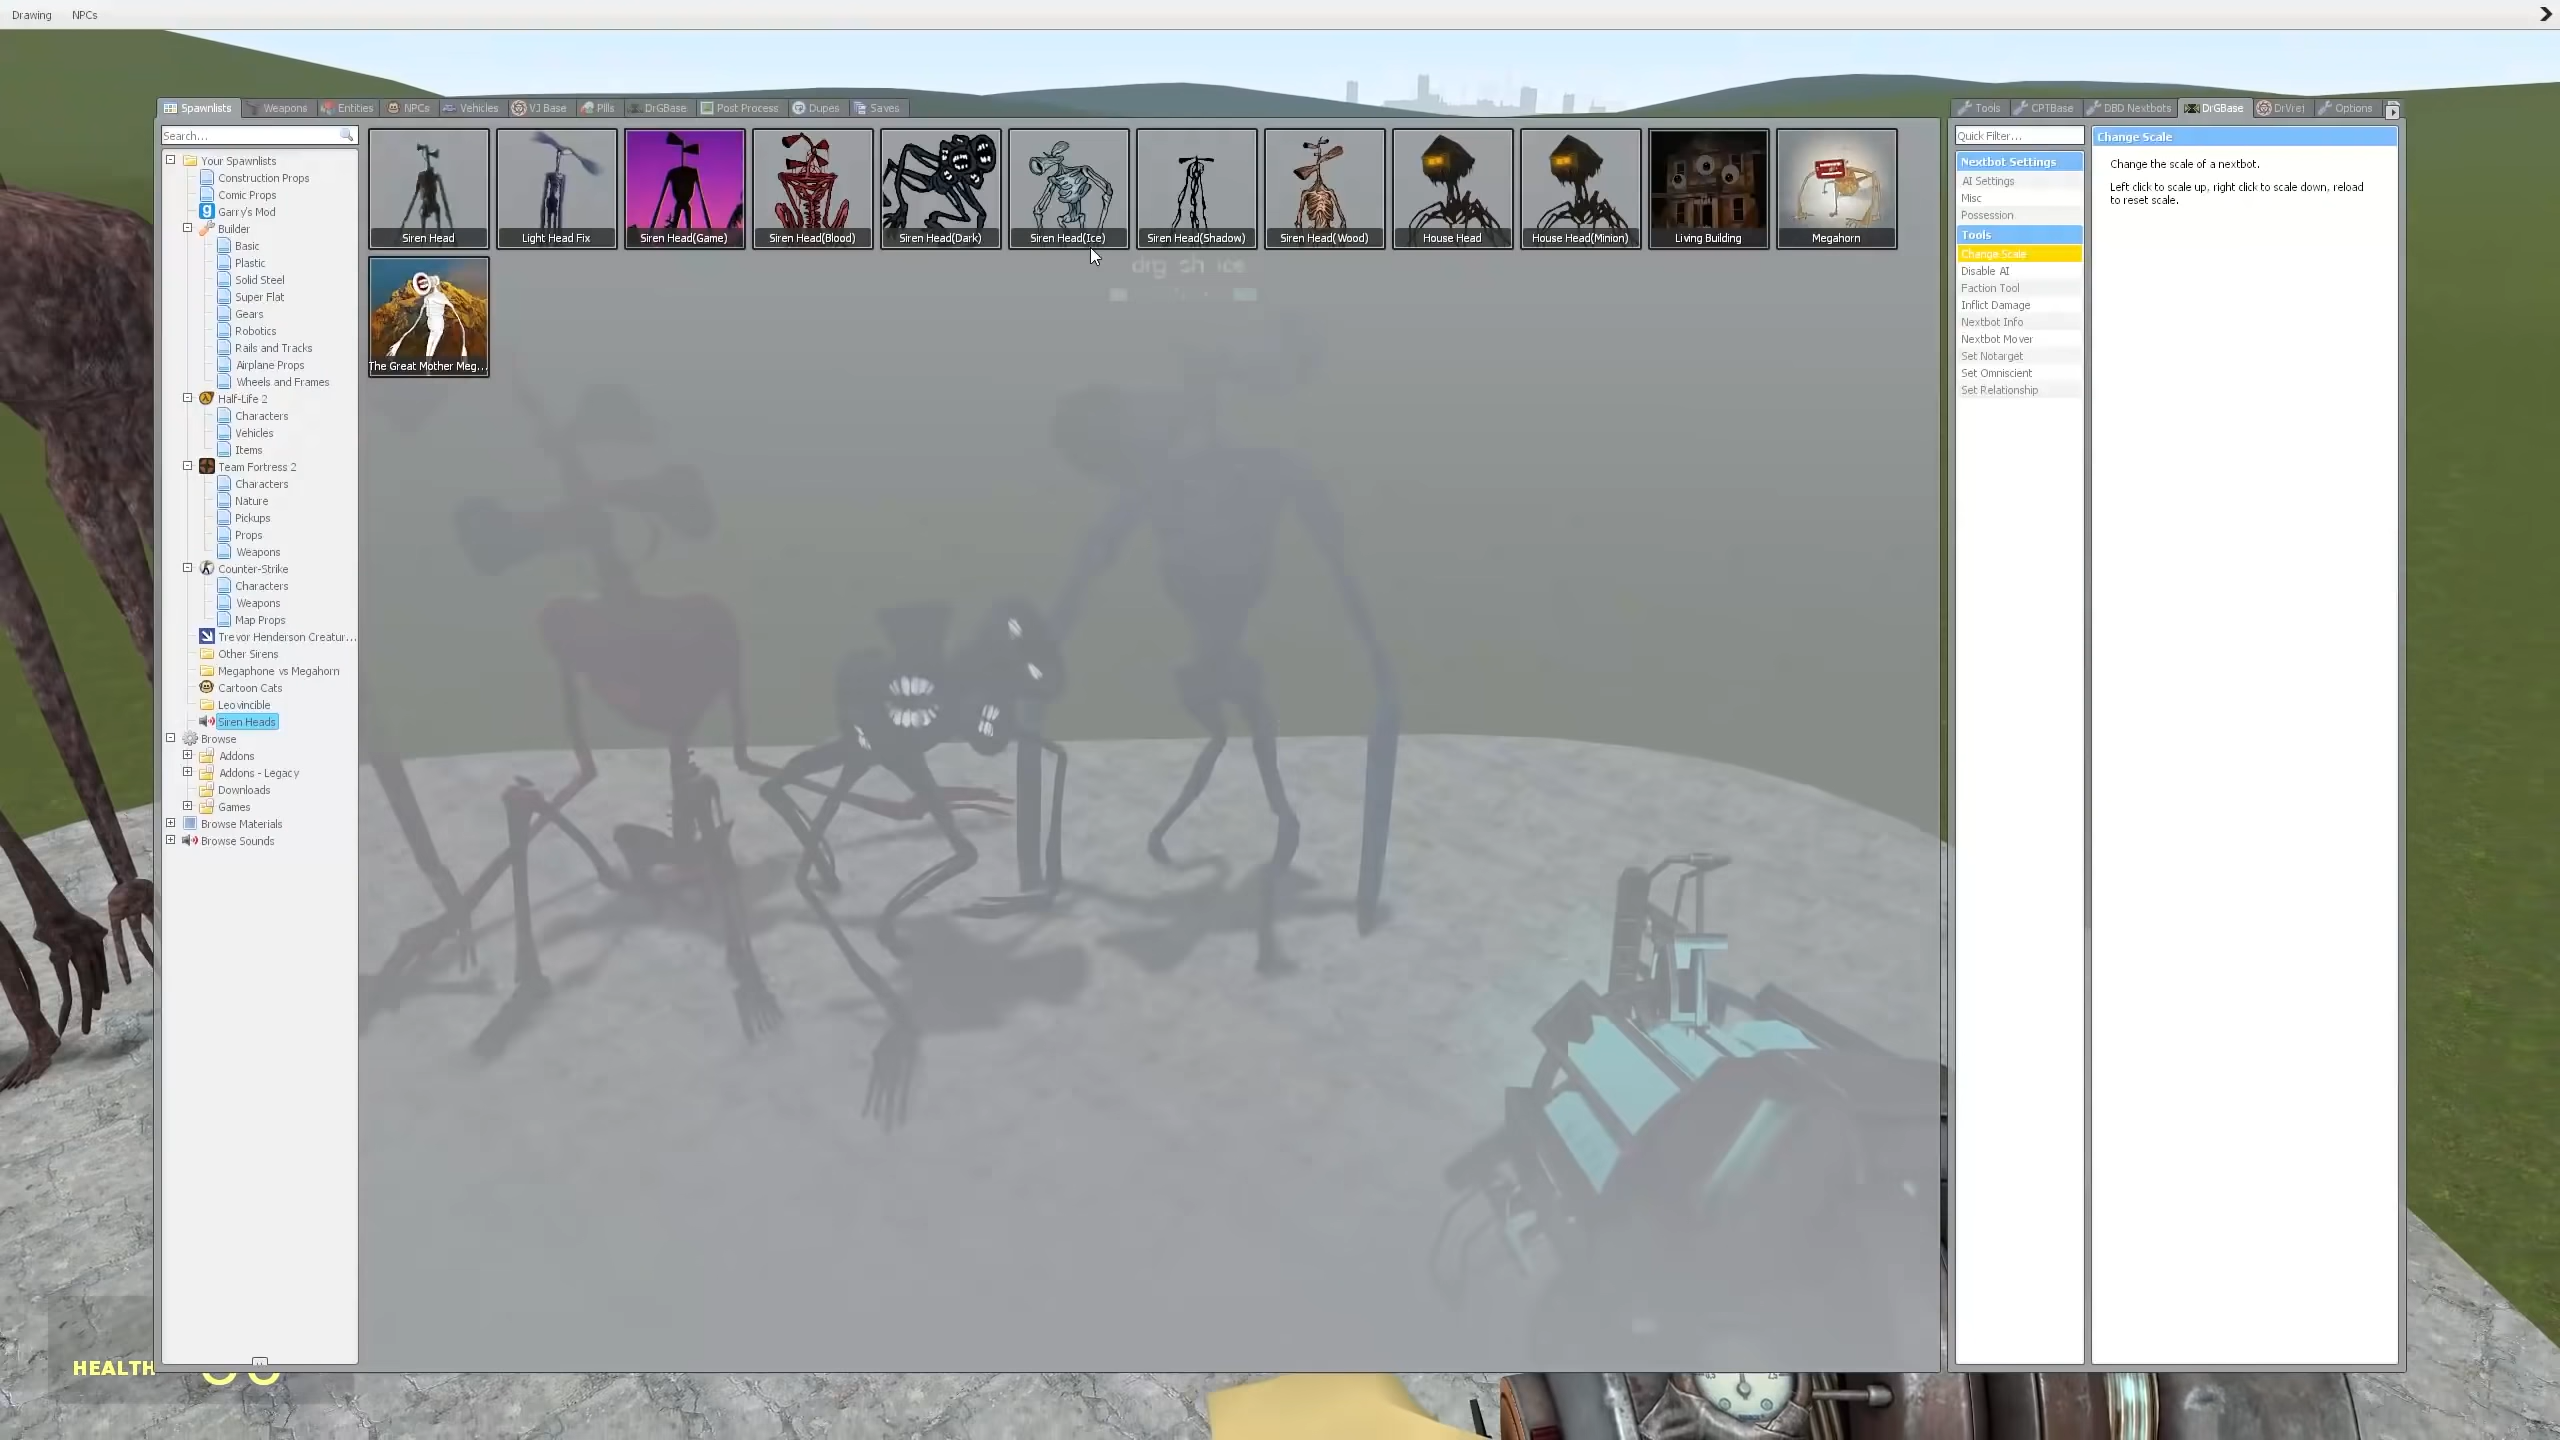 Drawing NPCs
Spawnlists Weapons Entities NPCs Vehicles VJ Base Pills DrGBase Post Process Dupes Saves
Search...
Your Spawnlists
Construction Props
Comic Props
Garry's Mod
Builder
Basic
Plastic
Solid Steel
Super Flat
Gears
Robotics
Rails and Tracks
Airplane Props
Wheels and Frames
Half-Life 2
Characters
Vehicles
Items
Team Fortress 2
Characters
Nature
Pickups
Props
Weapons
Counter-Strike
Characters
Weapons
Map Props
Trevor Henderson Creatur...
Other Sirens
Megaphone vs Megahorn
Cartoon Cats
Leovincible
Siren Heads
Browse
Addons
Addons - Legacy
Downloads
Games
Browse Materials
Browse Sounds
Siren Head
Light Head Fix
Siren Head(Game)
Siren Head(Blood)
Siren Head(Dark)
Siren Head(Ice)
Siren Head(Shadow)
Siren Head(Wood)
House Head
House Head(Minion)
Living Building
Megahorn
The Great Mother Meg...
drg sh ice
Tools CPTBase DBD Nextbots DrGBase DrVrej Options
Quick Filter...
Nextbot Settings
AI Settings
Misc
Possession
Tools
Change Scale
Disable AI
Faction Tool
Inflict Damage
Nextbot Info
Nextbot Mover
Set Notarget
Set Omniscient
Set Relationship
Change Scale
Change the scale of a nextbot.
Left click to scale up, right click to scale down, reload
to reset scale.
HEALTH